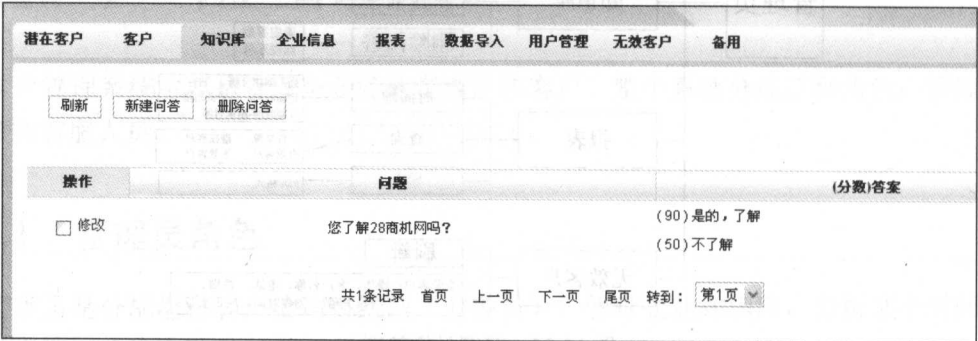 潜在客户 客户 知识库 企业信息 报表 数据导入 用户管理 无效客户 备用
刷新 新建问答 删除问答
操作 问题 (分数)答案
修改 您了解28商机网吗? (90)是的，了解
(50)不了解
共1条记录 首页 上一页 下一页 尾页 转到： 第1页